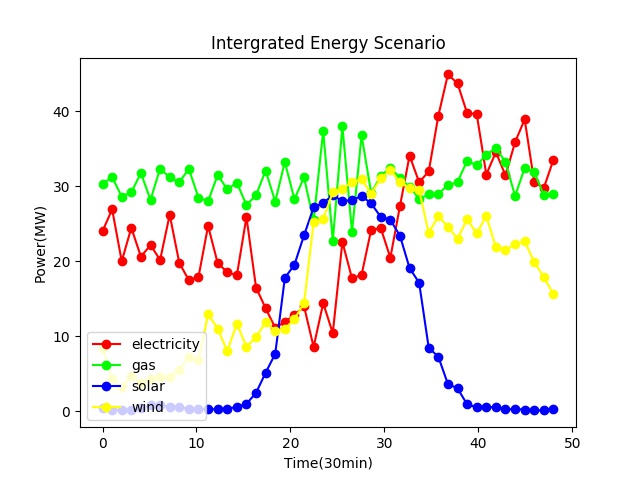 Intergrated Energy Scenario
Power(MW)
40
30
20
10
0
electricity
gas
solar
wind
0 10 20 30 40 50
Time(30min)